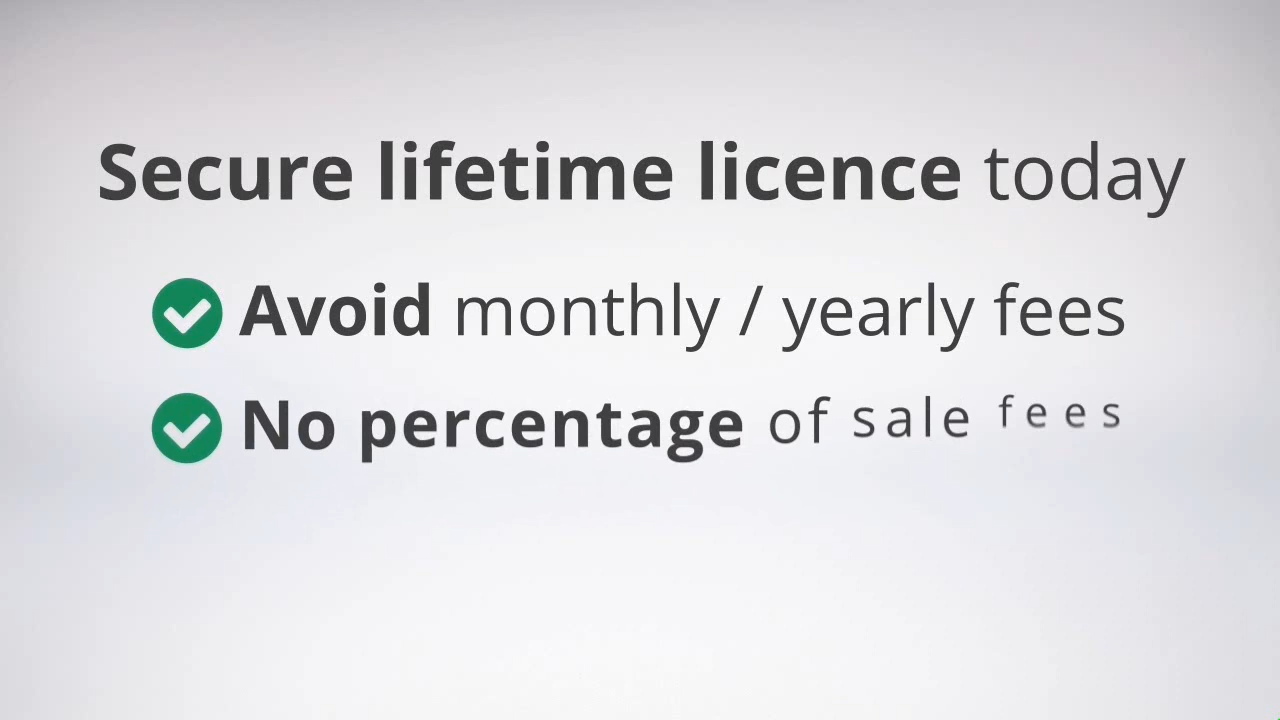 Secure lifetime licence today
Avoid monthly / yearly fees
No percentage of sale fees